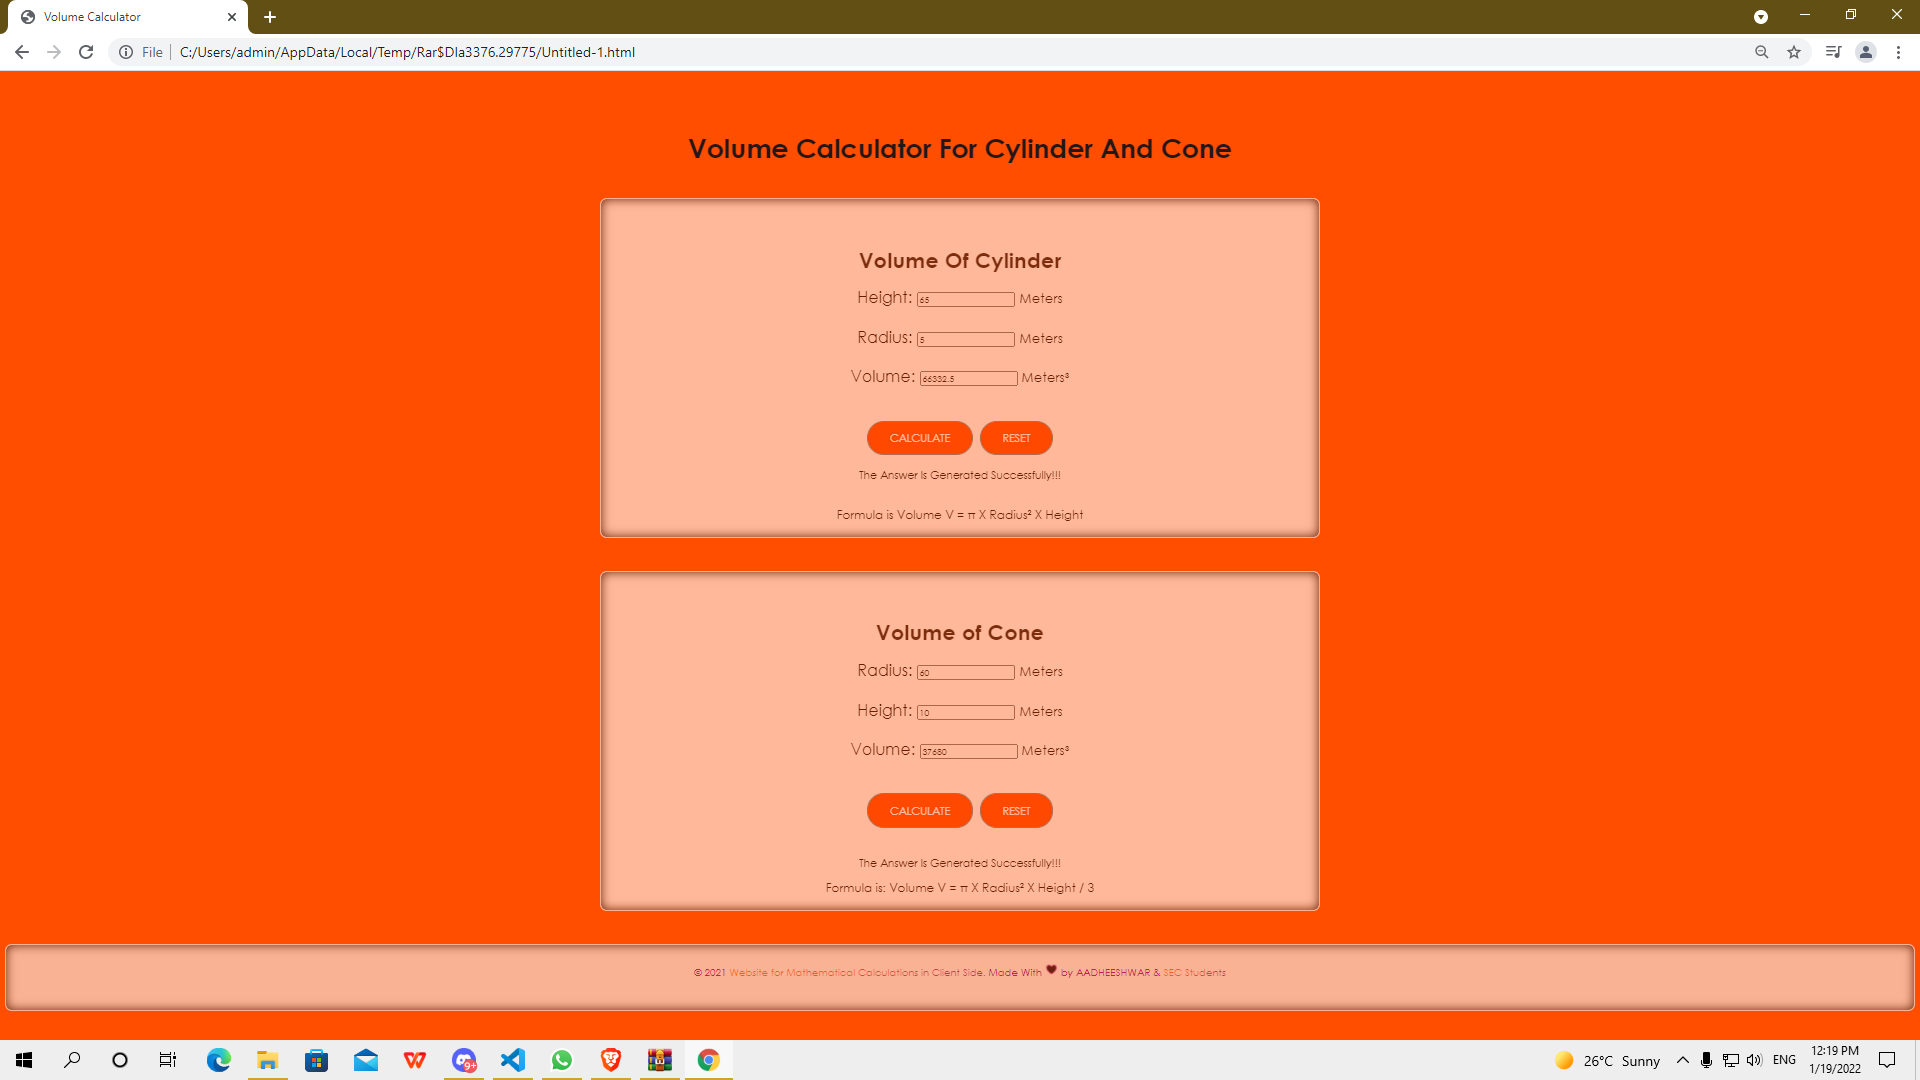 Volume Calculator
File
C:/Users/admin/AppData/Local/Temp/Rar$DIa3376.29775/Untitled-1.html
Volume Calculator For Cylinder And Cone
Volume Of Cylinder
Height: 65 Meters
Radius: 5 Meters
Volume: 66332.5 Meters³
CALCULATE RESET
The Answer Is Generated Successfully!!!
Formula is Volume V = π X Radius² X Height
Volume of Cone
Radius: 60 Meters
Height: 10 Meters
Volume: 37680 Meters³
CALCULATE RESET
The Answer Is Generated Successfully!!!
Formula is: Volume V = π X Radius² X Height / 3
© 2021 Website for Mathematical Calculations in Client Side. Made With ♥ by AADHEESHWAR & SEC Students
9+
26°C Sunny
ENG
12:19 PM
1/19/2022